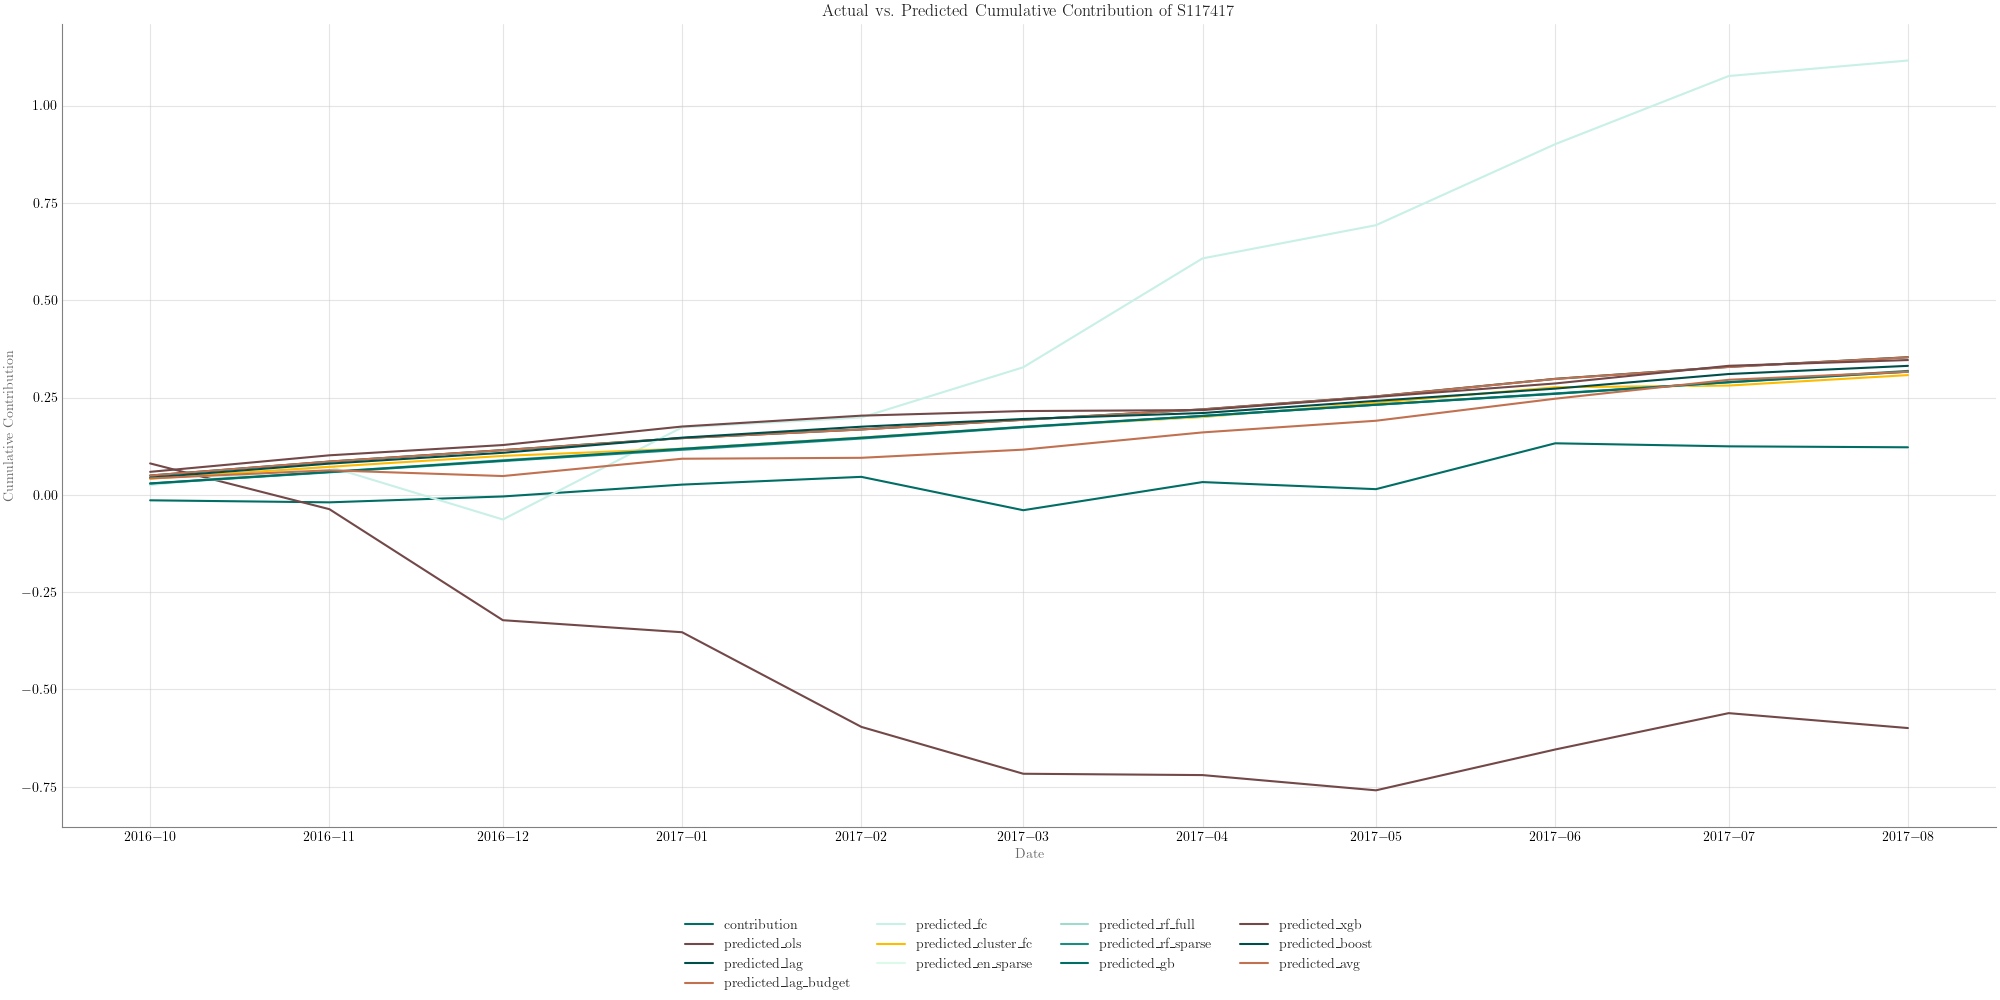 Actual vs. Predicted Cumulative Contribution of S117417
Cumulative Contribution
1.00
0.75
0.50
0.25
0.00
−0.25
−0.50
−0.75
2016−10 2016−11 2016−12 2017−01 2017−02 2017−03 2017−04 2017−05 2017−06 2017−07 2017−08
Date
contribution predicted_fc predicted_rf_full predicted_xgb
predicted_ols predicted_cluster_fc predicted_rf_sparse predicted_boost
predicted_lag predicted_en_sparse predicted_gb predicted_avg
predicted_lag_budget